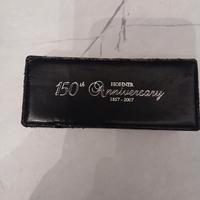 HOHNER
150th Anniversary
1857 - 2007